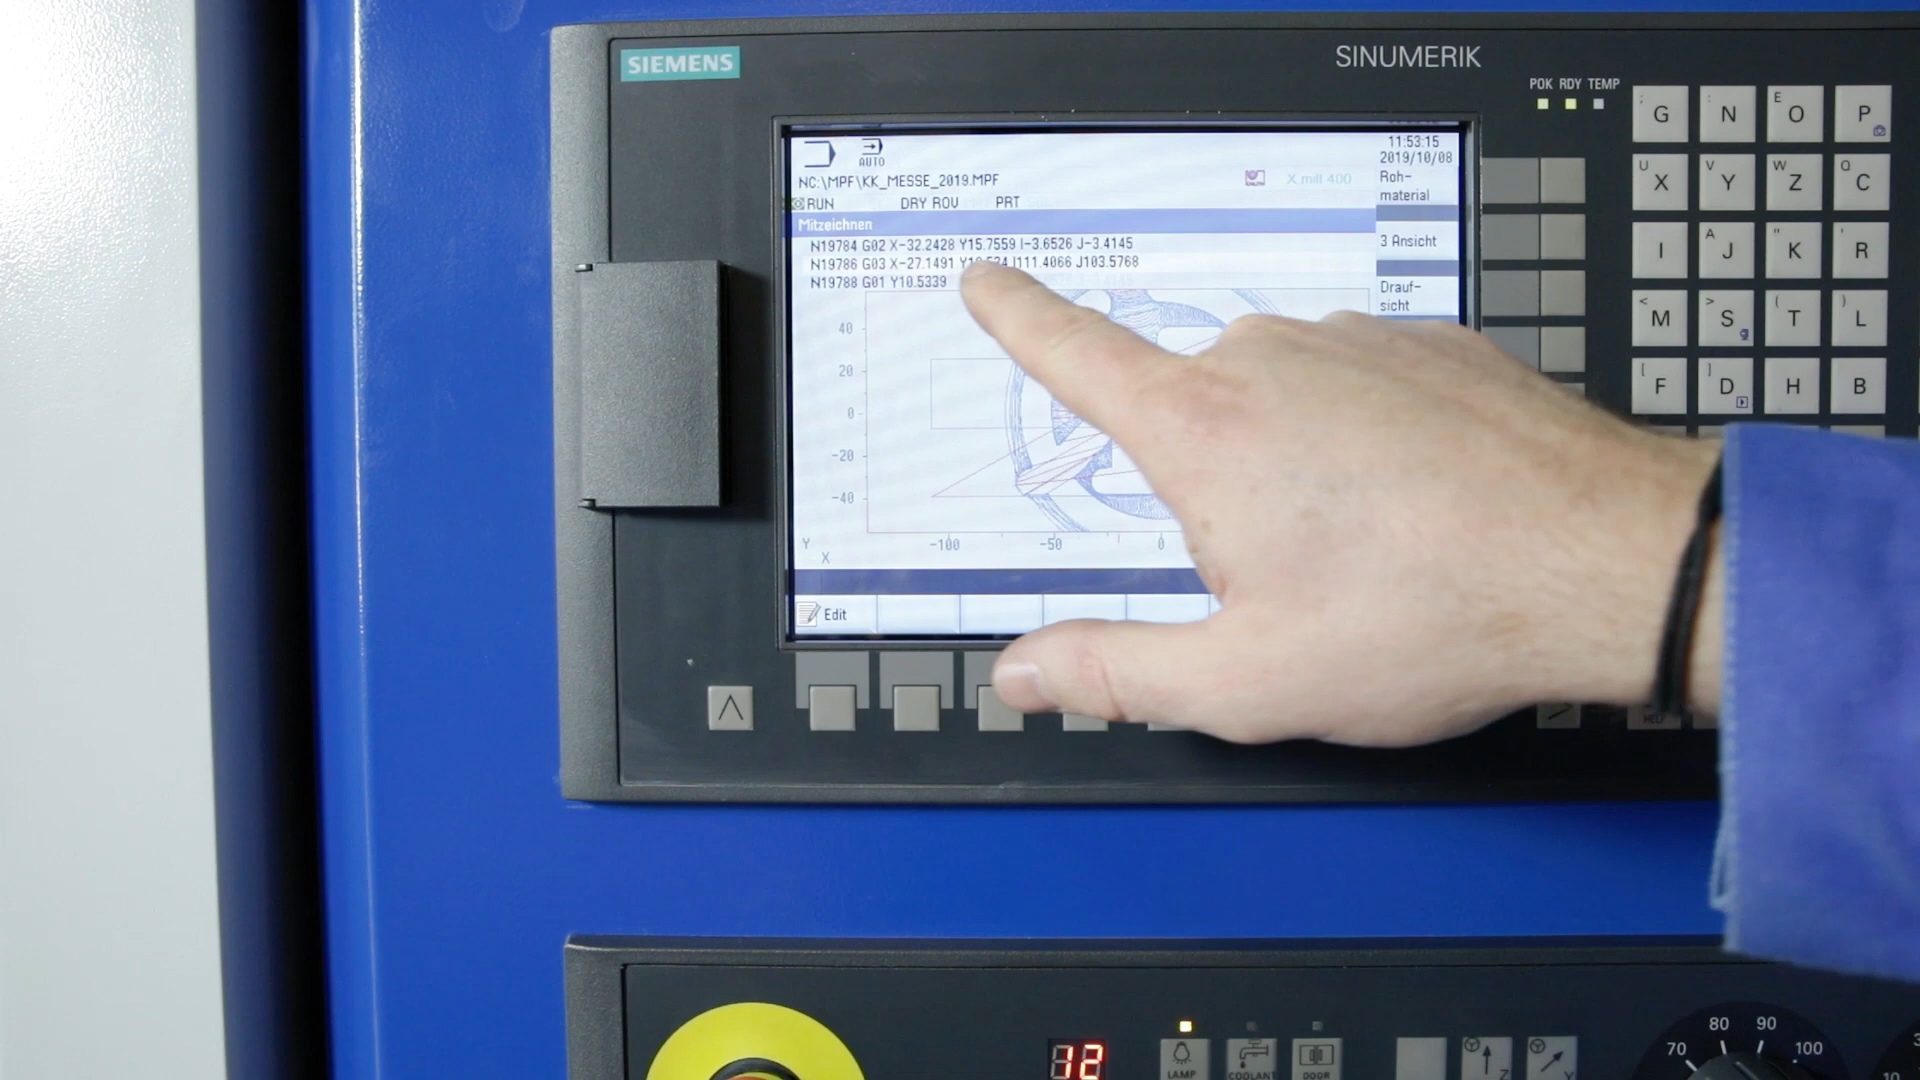 SIEMENS
SINUMERIK
POK RDY TEMP
11:53:15
2019/10/08
AUTO
NC:\MPF\KK_MESSE_2019.MPF
X mill 400
RUN DRY ROV PRT
Mitzeichnen
N19784 G02 X-32.2428 Y15.7559 I-3.6526 J-3.4145
N19786 G03 X-27.1491 I111.4066 J103.5768
N19788 G01 Y10.5339
Roh-
material
3 Ansicht
Drauf-
sicht
40
20
0
-20
-40
Y
X
-100 -50 0
Edit
; G : N E O P
U X V Y W Z Q C
I A J " K ' R
< M > S ( T ) L
[ F ] D H B
HELP
12
LAMP COOLANT DOOR
Z
Y
70 80 90 100